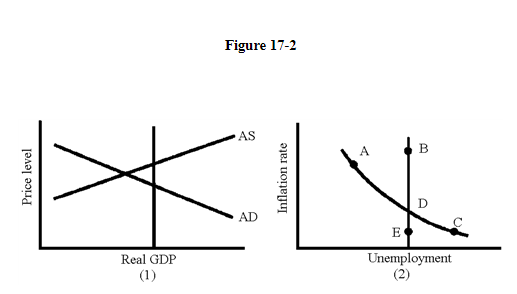 Figure 17-2
Price level
AS
AD
Real GDP
(1)
Inflation rate
A
B
D
E
C
Unemployment
(2)